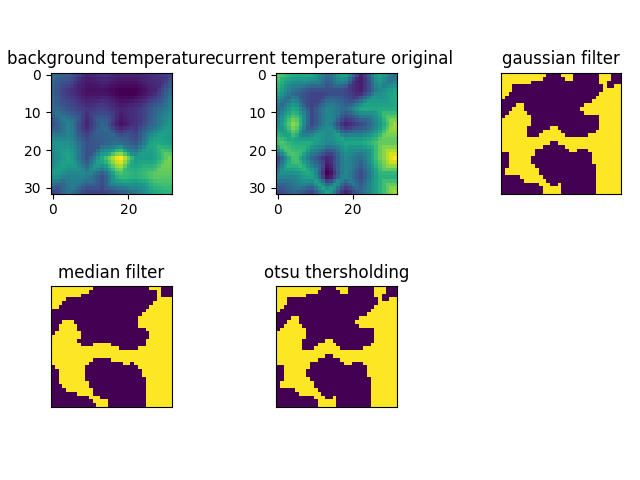 background temperature
current temperature original
gaussian filter
0
10
20
30
0
20
0
10
20
30
0
20
median filter
otsu thersholding